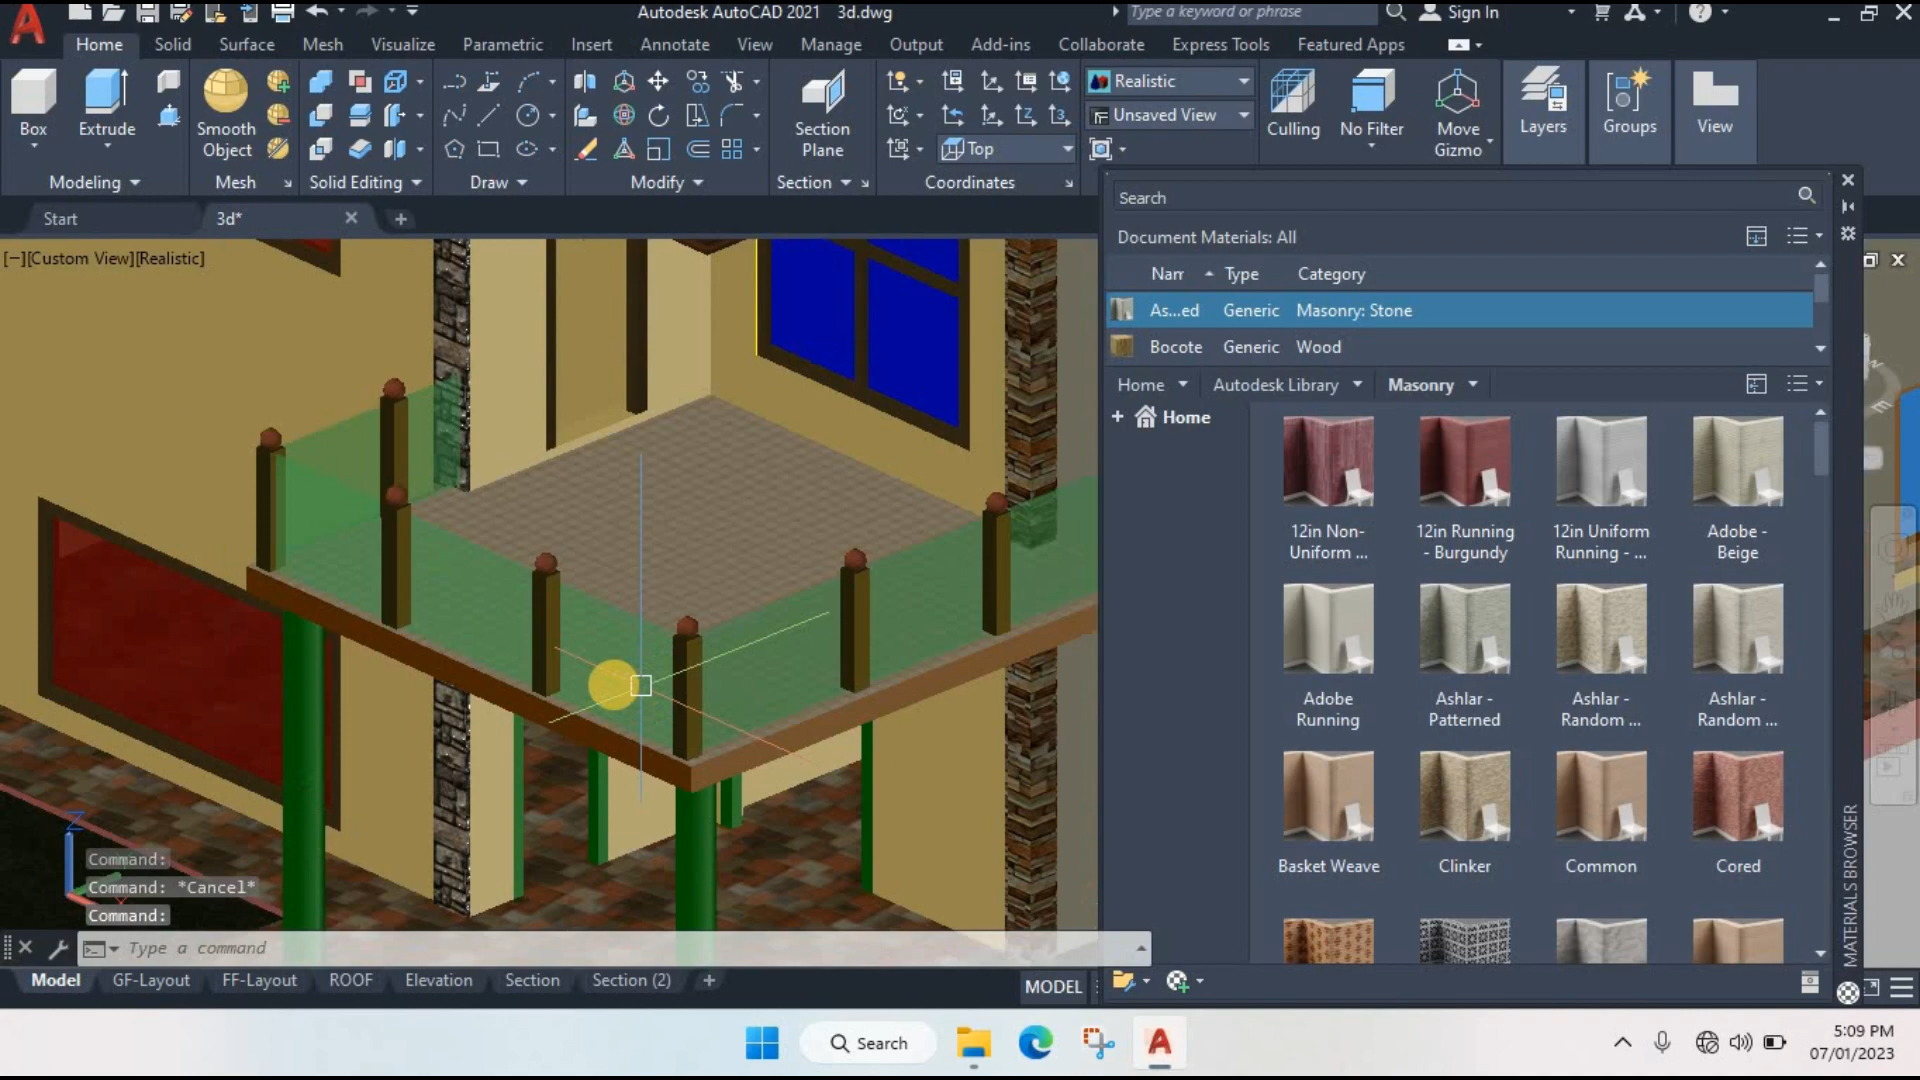 Autodesk AutoCAD 2021 3d.dwg
Type a keyword or phrase
Sign In
Home Solid Surface Mesh Visualize Parametric Insert Annotate View Manage Output Add-ins Collaborate Express Tools Featured Apps
Box
Extrude
Smooth
Object
Section
Plane
Realistic
Unsaved View
Top
Culling
No Filter
Move
Gizmo
Layers
Groups
View
Modeling Mesh Solid Editing Draw Modify Section Coordinates
Start 3d*
[−][Custom View][Realistic]
Search
Document Materials: All
Nam Type Category
As...ed Generic Masonry: Stone
Bocote Generic Wood
Home Autodesk Library Masonry
+ Home
12in Non-
Uniform ...
12in Running
- Burgundy
12in Uniform
Running - ...
Adobe -
Beige
Adobe
Running
Ashlar -
Patterned
Ashlar -
Random ...
Ashlar -
Random ...
Basket Weave
Clinker
Common
Cored
MATERIALS BROWSER
Z
Command:
Command: *Cancel*
Command:
Type a command
Model GF-Layout FF-Layout ROOF Elevation Section Section (2) +
MODEL
Search
5:09 PM
07/01/2023